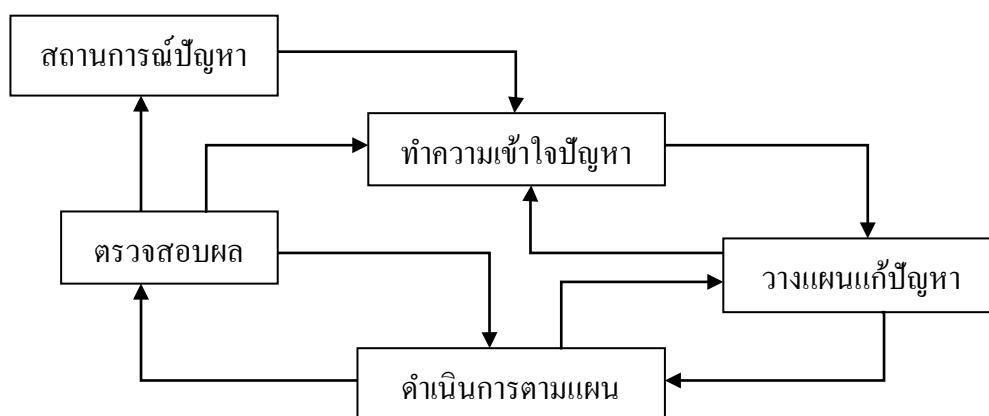 สถานการณ์ปัญหา
ทำความเข้าใจปัญหา
ตรวจสอบผล
วางแผนแก้ปัญหา
ดำเนินการตามแผน